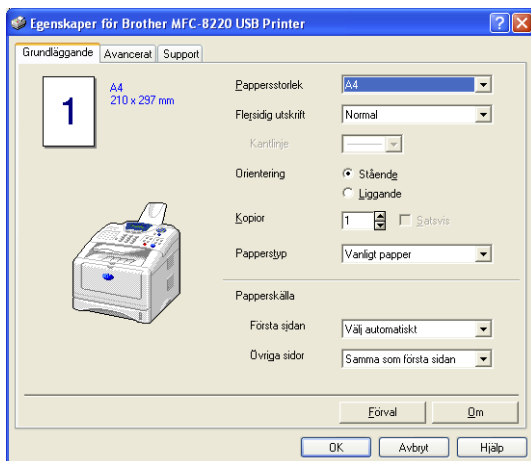 Egenskaper för Brother MFC-8220 USB Printer
Grundläggande Avancerat Support
1
A4
210 x 297 mm
Pappersstorlek A4
Flersidig utskrift Normal
Kantlinje
Orientering Stående
Liggande
Kopior 1 Satsvis
Papperstyp Vanligt papper
Papperskälla
Första sidan Välj automatiskt
Övriga sidor Samma som första sidan
Förval Om
OK Avbryt Hjälp